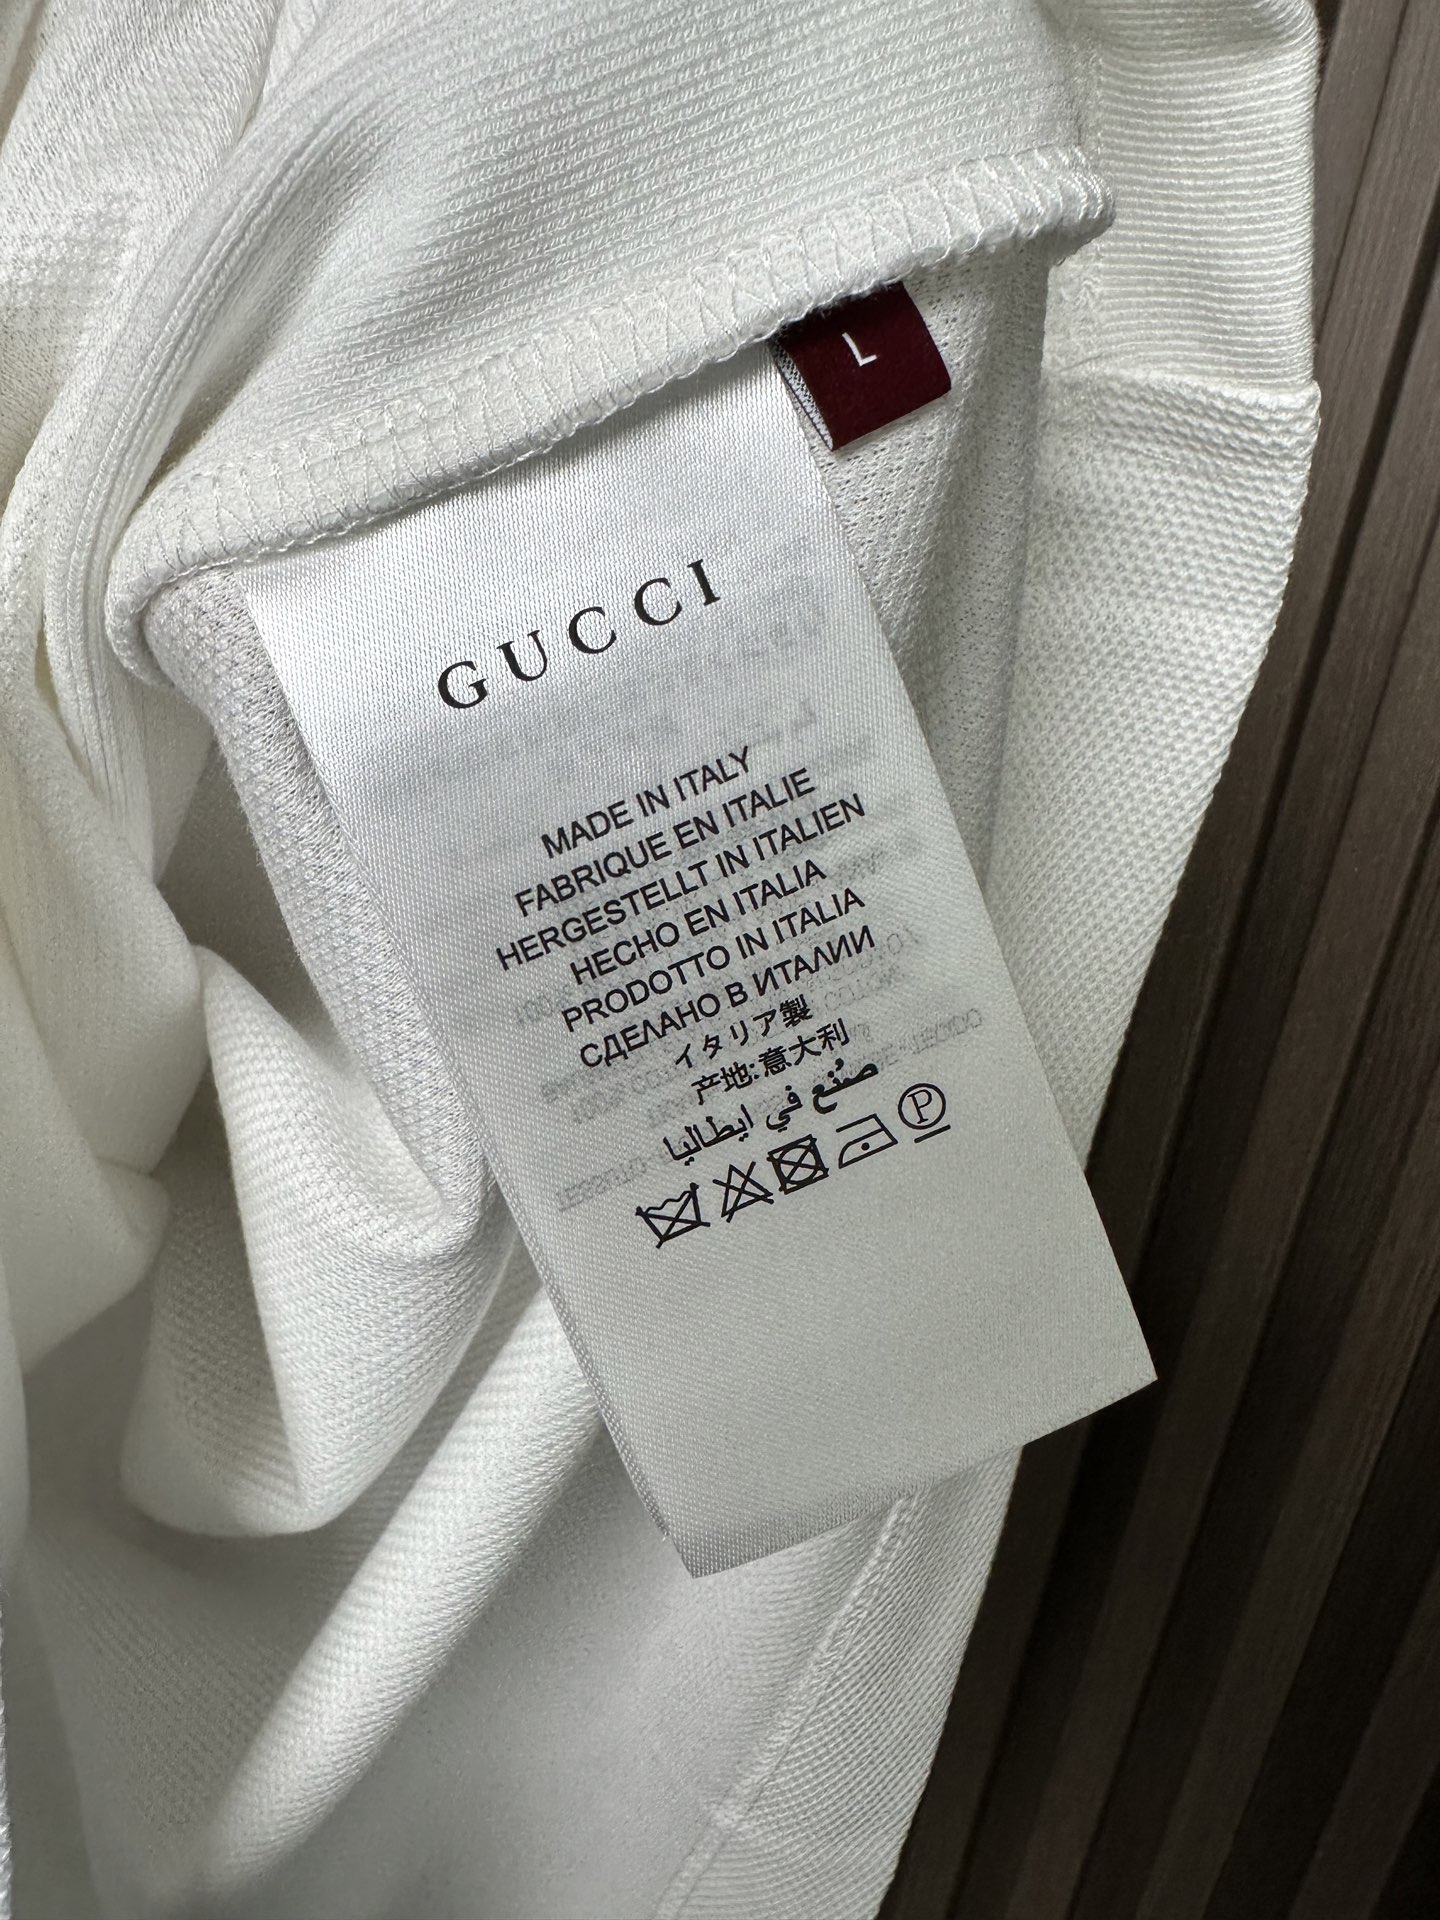 L
GUCCI
MADE IN ITALY
FABRIQUE EN ITALIE
HERGESTELLT IN ITALIEN
HECHO EN ITALIA
PRODOTTO IN ITALIA
СДЕЛАНО В ИТАЛИИ
イタリア製
产地:意大利
صُنع في ايطاليا
P